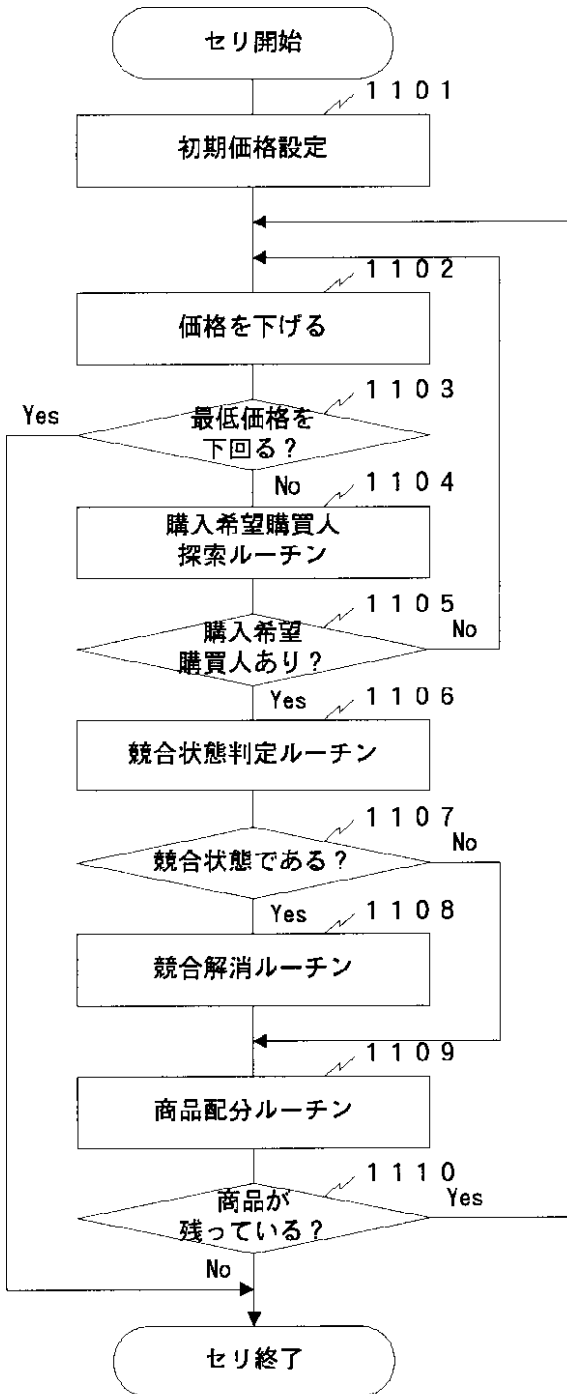 セリ開始
1101
初期価格設定
1102
価格を下げる
1103
Yes
最低価格を
下回る？
No
1104
購入希望購買人
探索ルーチン
1105
購入希望
購買人あり？
No
Yes
1106
競合状態判定ルーチン
1107
競合状態である？
No
Yes
1108
競合解消ルーチン
1109
商品配分ルーチン
1110
商品が
残っている？
Yes
No
セリ終了